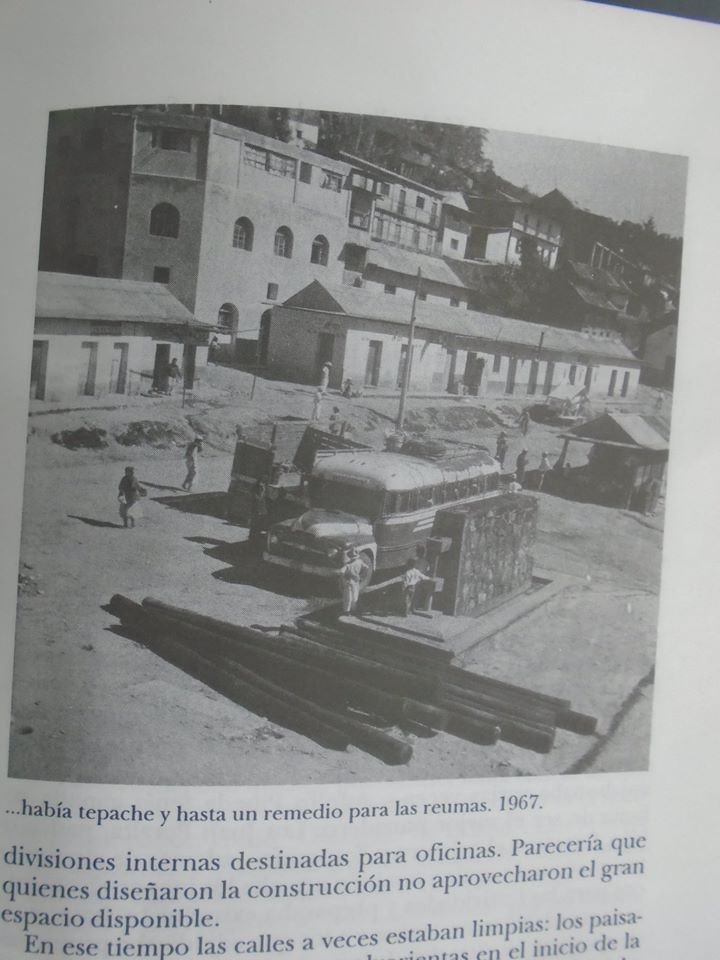 ...había tepache y hasta un remedio para las reumas. 1967.
divisiones internas destinadas para oficinas. Parecería que
quienes diseñaron la construcción no aprovecharon el gran
espacio disponible.
En ese tiempo las calles a veces estaban limpias: los paisa-
en el inicio de la